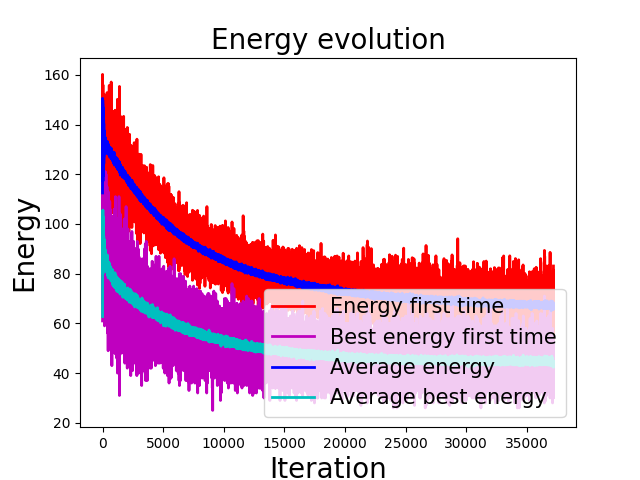 Energy evolution
Energy
160
140
120
100
80
60
40
20
Energy first time
Best energy first time
Average energy
Average best energy
0 5000 10000 15000 20000 25000 30000 35000
Iteration